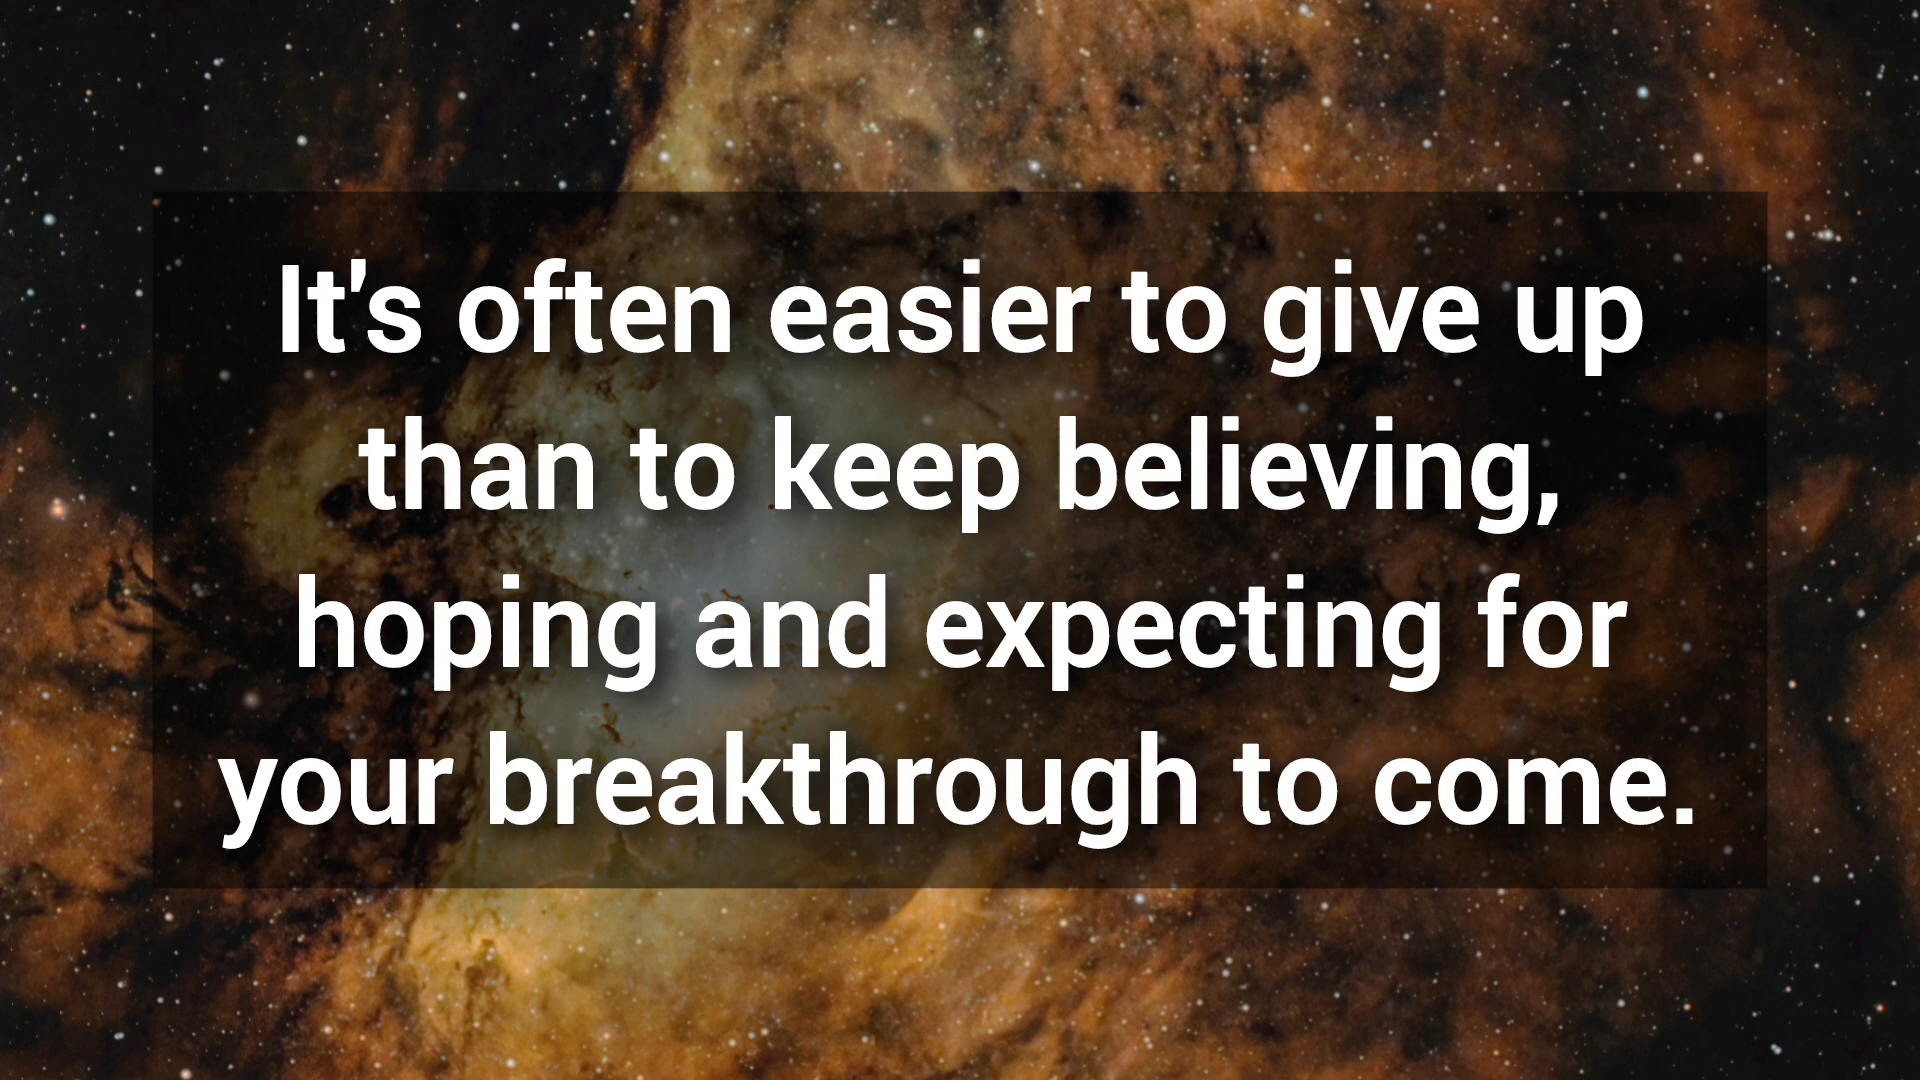 It's often easier to give up
than to keep believing,
hoping and expecting for
your breakthrough to come.